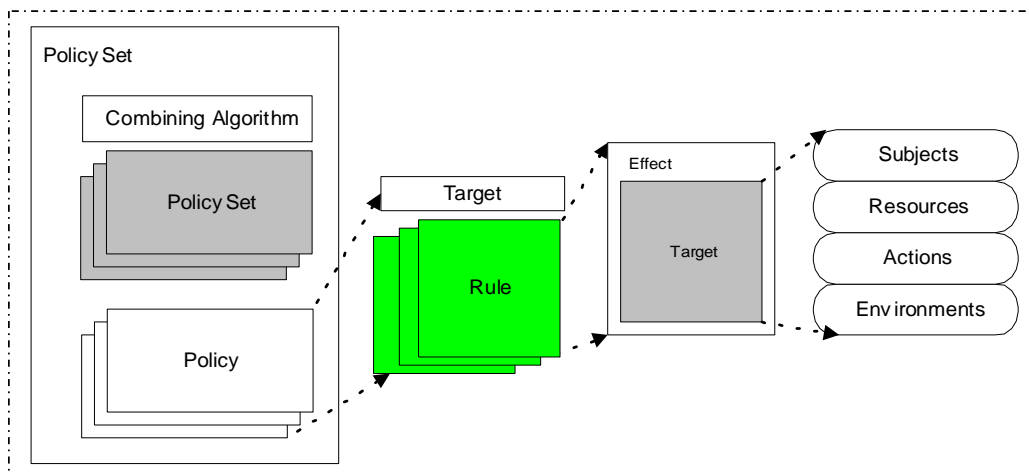 Policy Set
Combining Algorithm
Policy Set
Policy
Target
Rule
Effect
Target
Subjects
Resources
Actions
Environments